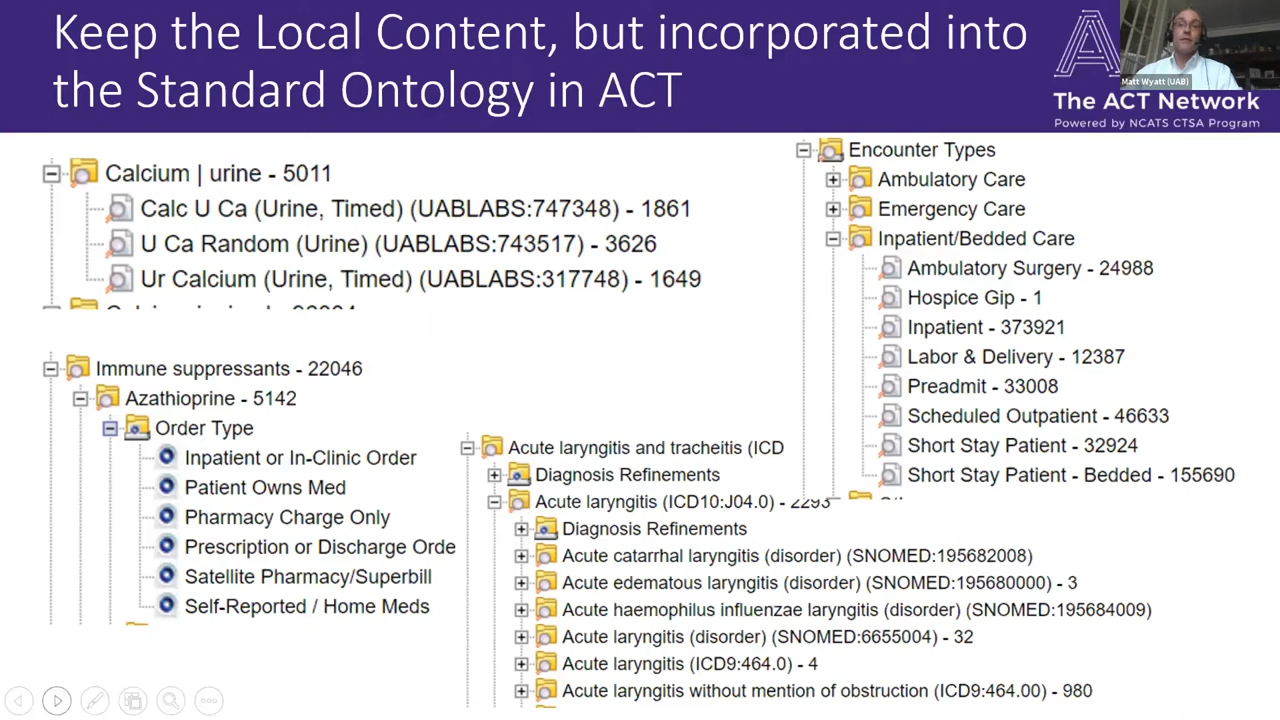 Keep the Local Content, but incorporated into
the Standard Ontology in ACT
Matt Wyatt (UAB)
The ACT Network
Powered by NCATS CTSA Program
Calcium | urine - 5011
Calc U Ca (Urine, Timed) (UABLABS:747348) - 1861
U Ca Random (Urine) (UABLABS:743517) - 3626
Ur Calcium (Urine, Timed) (UABLABS:317748) - 1649
Immune suppressants - 22046
Azathioprine - 5142
Order Type
Inpatient or In-Clinic Order
Patient Owns Med
Pharmacy Charge Only
Prescription or Discharge Orde
Satellite Pharmacy/Superbill
Self-Reported / Home Meds
Acute laryngitis and tracheitis (ICD
Diagnosis Refinements
Acute laryngitis (ICD10:J04.0) - 2293
Diagnosis Refinements
Acute catarrhal laryngitis (disorder) (SNOMED:195682008)
Acute edematous laryngitis (disorder) (SNOMED:195680000) - 3
Acute haemophilus influenzae laryngitis (disorder) (SNOMED:195684009)
Acute laryngitis (disorder) (SNOMED:6655004) - 32
Acute laryngitis (ICD9:464.0) - 4
Acute laryngitis without mention of obstruction (ICD9:464.00) - 980
Encounter Types
Ambulatory Care
Emergency Care
Inpatient/Bedded Care
Ambulatory Surgery - 24988
Hospice Gip - 1
Inpatient - 373921
Labor & Delivery - 12387
Preadmit - 33008
Scheduled Outpatient - 46633
Short Stay Patient - 32924
Short Stay Patient - Bedded - 155690